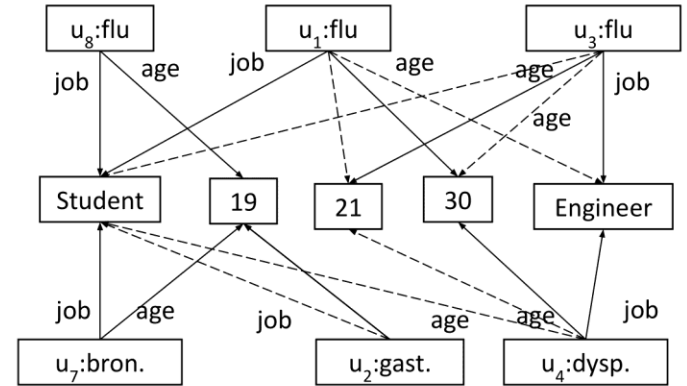 u₈:flu
u₁:flu
u₃:flu
job
age
job
age
age
job
age
Student
19
21
30
Engineer
job
age
job
age
age
job
u₇:bron.
u₂:gast.
u₄:dysp.